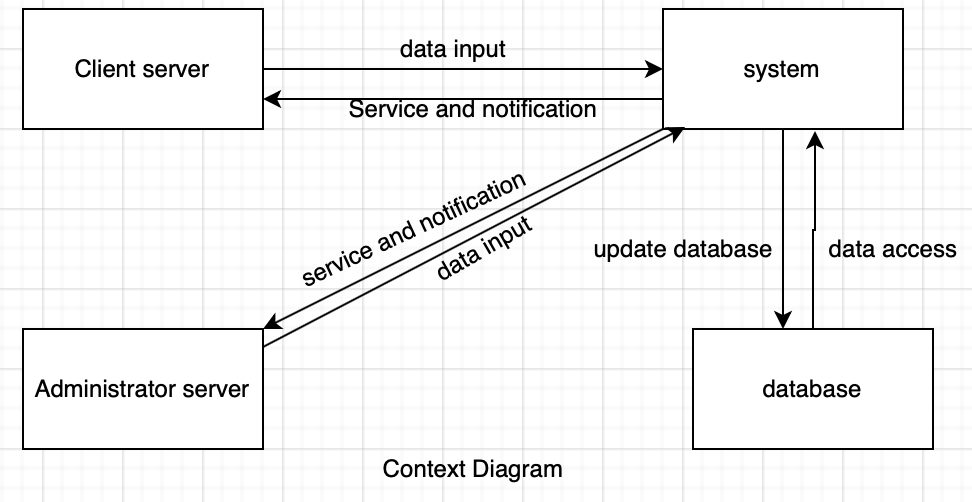 Client server
data input
system
Service and notification
service and notification
data input
update database
data access
Administrator server
database
Context Diagram